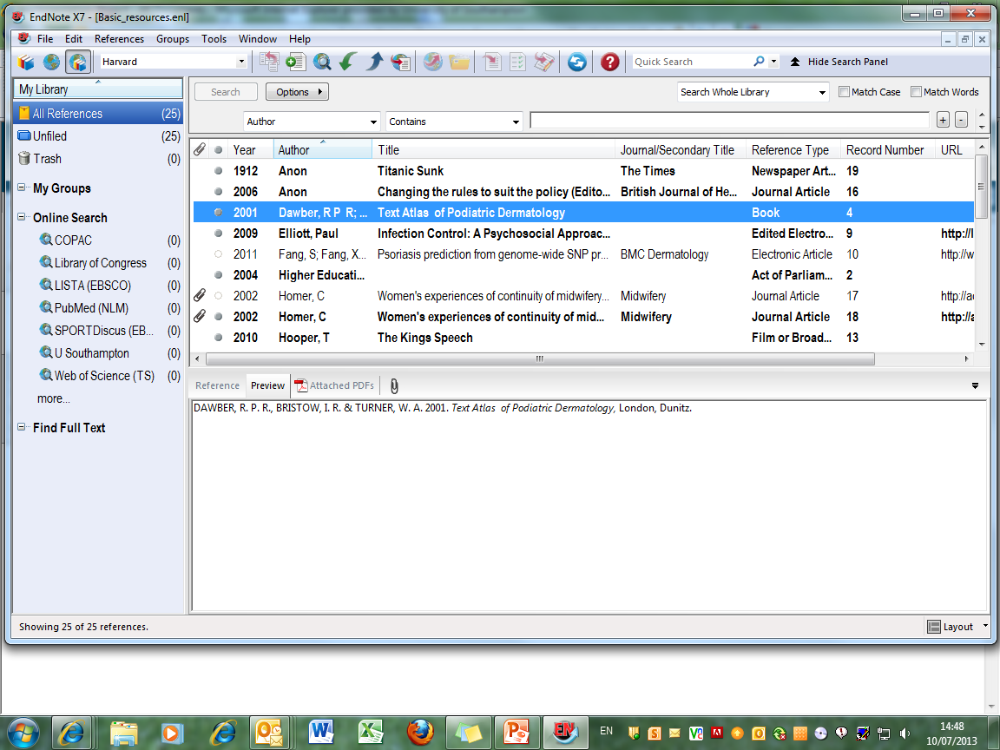 EndNote X7 - [Basic_resources.enl]
File Edit References Groups Tools Window Help
Harvard Quick Search Hide Search Panel
My Library
All References (25)
Unfiled (25)
Trash (0)
My Groups
Online Search
COPAC (0)
Library of Congress (0)
LISTA (EBSCO) (0)
PubMed (NLM) (0)
SPORTDiscus (EB... (0)
U Southampton (0)
Web of Science (TS) (0)
more...
Find Full Text
Search Options Search Whole Library Match Case Match Words
Author Contains + -
Year Author Title Journal/Secondary Title Reference Type Record Number URL
1912 Anon Titanic Sunk The Times Newspaper Art... 19
2006 Anon Changing the rules to suit the policy (Edito... British Journal of He... Journal Article 16
2001 Dawber, R P R; ... Text Atlas of Podiatric Dermatology Book 4
2009 Elliott, Paul Infection Control: A Psychosocial Approac... Edited Electro... 9 http://l
2011 Fang, S; Fang, X... Psoriasis prediction from genome-wide SNP pr... BMC Dermatology Electronic Article 10 http://w
2004 Higher Educati... Act of Parliam... 2
2002 Homer, C Women's experiences of continuity of midwifery... Midwifery Journal Article 17 http://a
2002 Homer, C Women's experiences of continuity of mid... Midwifery Journal Article 18 http://a
2010 Hooper, T The Kings Speech Film or Broad... 13
Reference Preview Attached PDFs
DAWBER, R. P. R., BRISTOW, I. R. & TURNER, W. A. 2001. Text Atlas of Podiatric Dermatology, London, Dunitz.
Showing 25 of 25 references.
Layout
EN
14:48
10/07/2013